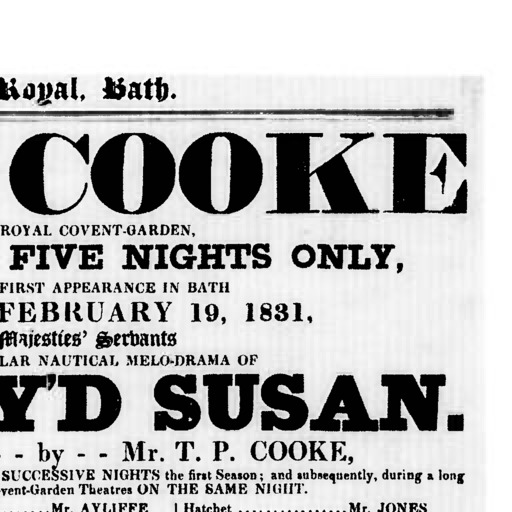 Royal, Bath.
COOKE
ROYAL COVENT-GARDEN,
FIVE NIGHTS ONLY,
FIRST APPEARANCE IN BATH
FEBRUARY 19, 1831,
Majesties' Servants
LAR NAUTICAL MELO-DRAMA OF
Y'D SUSAN.
- - by - - Mr. T. P. COOKE,
SUCCESSIVE NIGHTS the first Season; and subsequently, during a long
vent-Garden Theatres ON THE SAME NIGHT.
.......Mr. AYLIFFE | Hatchet ...............Mr. JONES